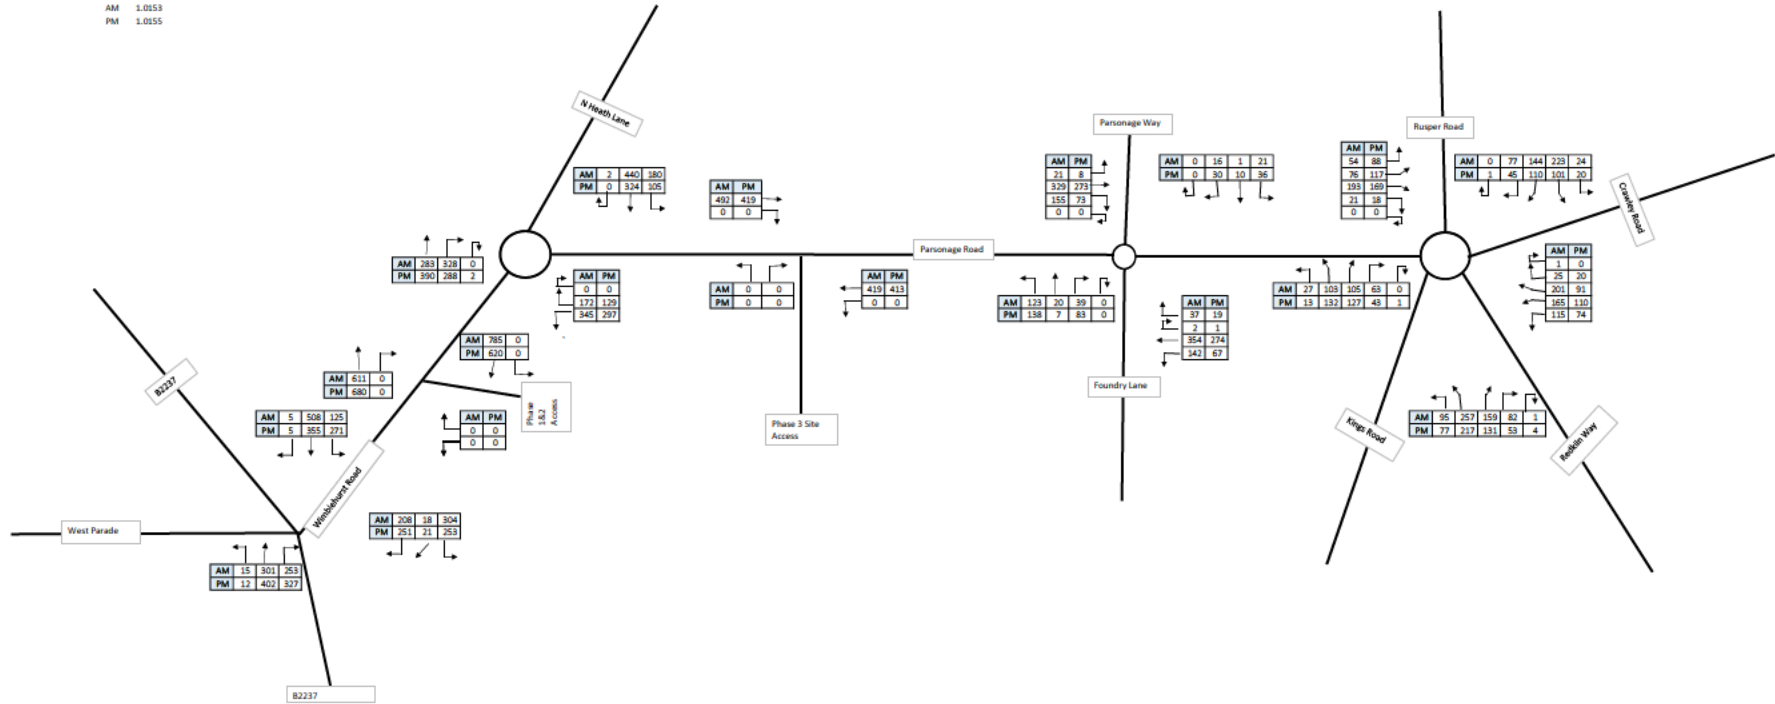 AM 1.0153
PM 1.0155
N Heath Lane
Parsonage Way
Rusper Road
Crawley Road
AM 2 440 180
PM 0 324 105
AM PM
492 419
0 0
AM PM
21 8
329 273
155 73
0 0
AM 0 16 1 21
PM 0 30 10 36
AM PM
54 88
76 117
193 169
21 18
0 0
AM 0 77 144 223 24
PM 1 45 110 101 20
AM 283 328 0
PM 390 288 2
Parsonage Road
AM PM
0 0
172 129
345 297
AM 0 0
PM 0 0
AM PM
419 413
0 0
AM 123 20 39 0
PM 138 7 83 0
AM PM
37 19
2 1
354 274
142 67
AM 27 103 105 63 0
PM 13 132 127 43 1
AM PM
1 0
25 20
201 91
165 110
115 74
AM 785 0
PM 620 0
B2237
AM 611 0
PM 680 0
Phase
1&2
Access
Foundry Lane
AM 5 508 125
PM 5 355 271
AM PM
0 0
0 0
Phase 3 Site
Access
Kings Road
AM 95 257 159 82 1
PM 77 217 131 53 4
Redkiln Way
Wimblehurst Road
West Parade
AM 208 18 304
PM 251 21 253
AM 15 301 253
PM 12 402 327
B2237